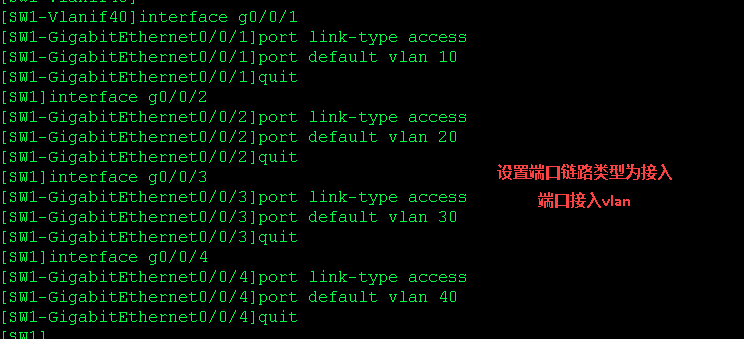 [SW1-Vlanif40]interface g0/0/1
[SW1-GigabitEthernet0/0/1]port link-type access
[SW1-GigabitEthernet0/0/1]port default vlan 10
[SW1-GigabitEthernet0/0/1]quit
[SW1]interface g0/0/2
[SW1-GigabitEthernet0/0/2]port link-type access
[SW1-GigabitEthernet0/0/2]port default vlan 20
[SW1-GigabitEthernet0/0/2]quit
[SW1]interface g0/0/3
[SW1-GigabitEthernet0/0/3]port link-type access
[SW1-GigabitEthernet0/0/3]port default vlan 30
[SW1-GigabitEthernet0/0/3]quit
[SW1]interface g0/0/4
[SW1-GigabitEthernet0/0/4]port link-type access
[SW1-GigabitEthernet0/0/4]port default vlan 40
[SW1-GigabitEthernet0/0/4]quit
[SW1]
设置端口链路类型为接入
端口接入vlan